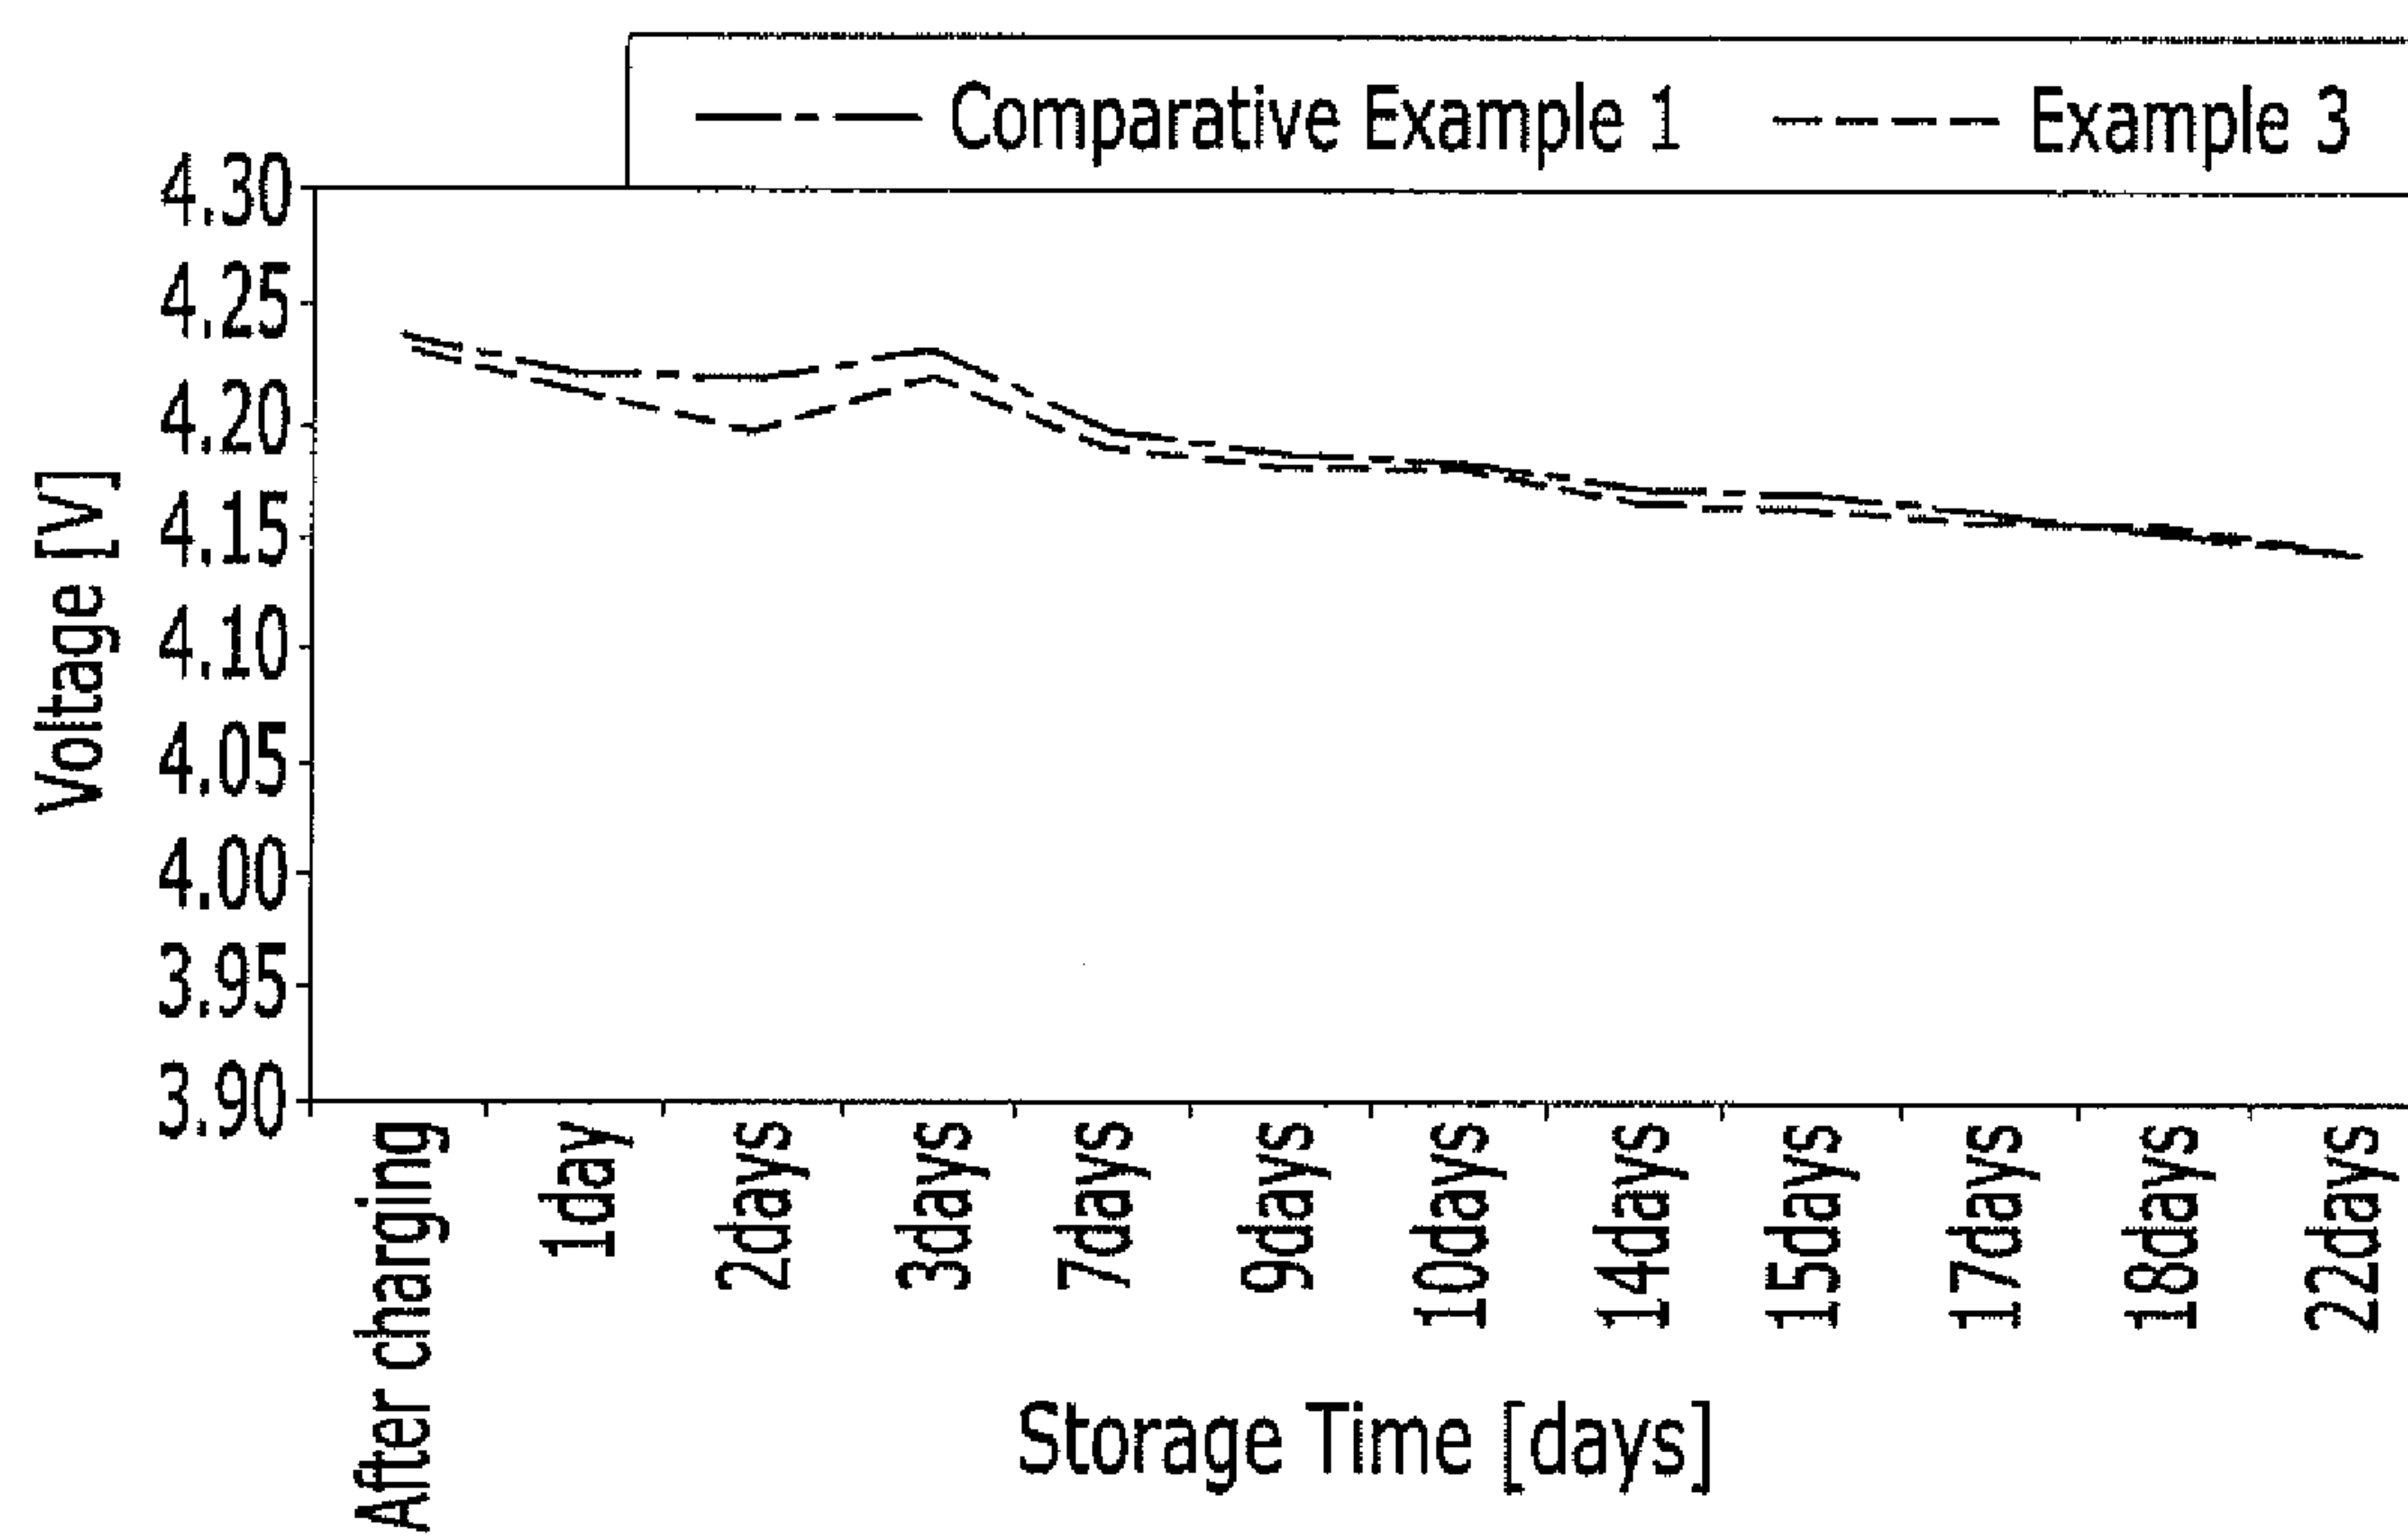 Comparative Example 1 Example 3
4.30
4.25
4.20
4.15
4.10
4.05
4.00
3.95
3.90
Voltage [V]
After charging
1day
2days
3days
7days
9days
10days
14days
15days
17days
18days
22days
Storage Time [days]